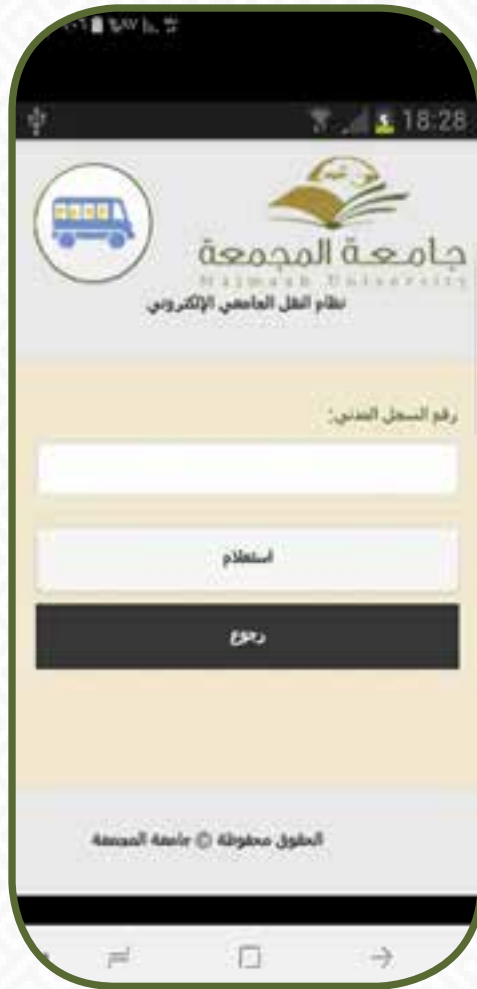 18:28
جامعة المجمعة
Majmaah University
نظام النقل الجامعي الإلكتروني
رقم السجل المدني:
استعلام
رجوع
الحقوق محفوظة © جامعة المجمعة